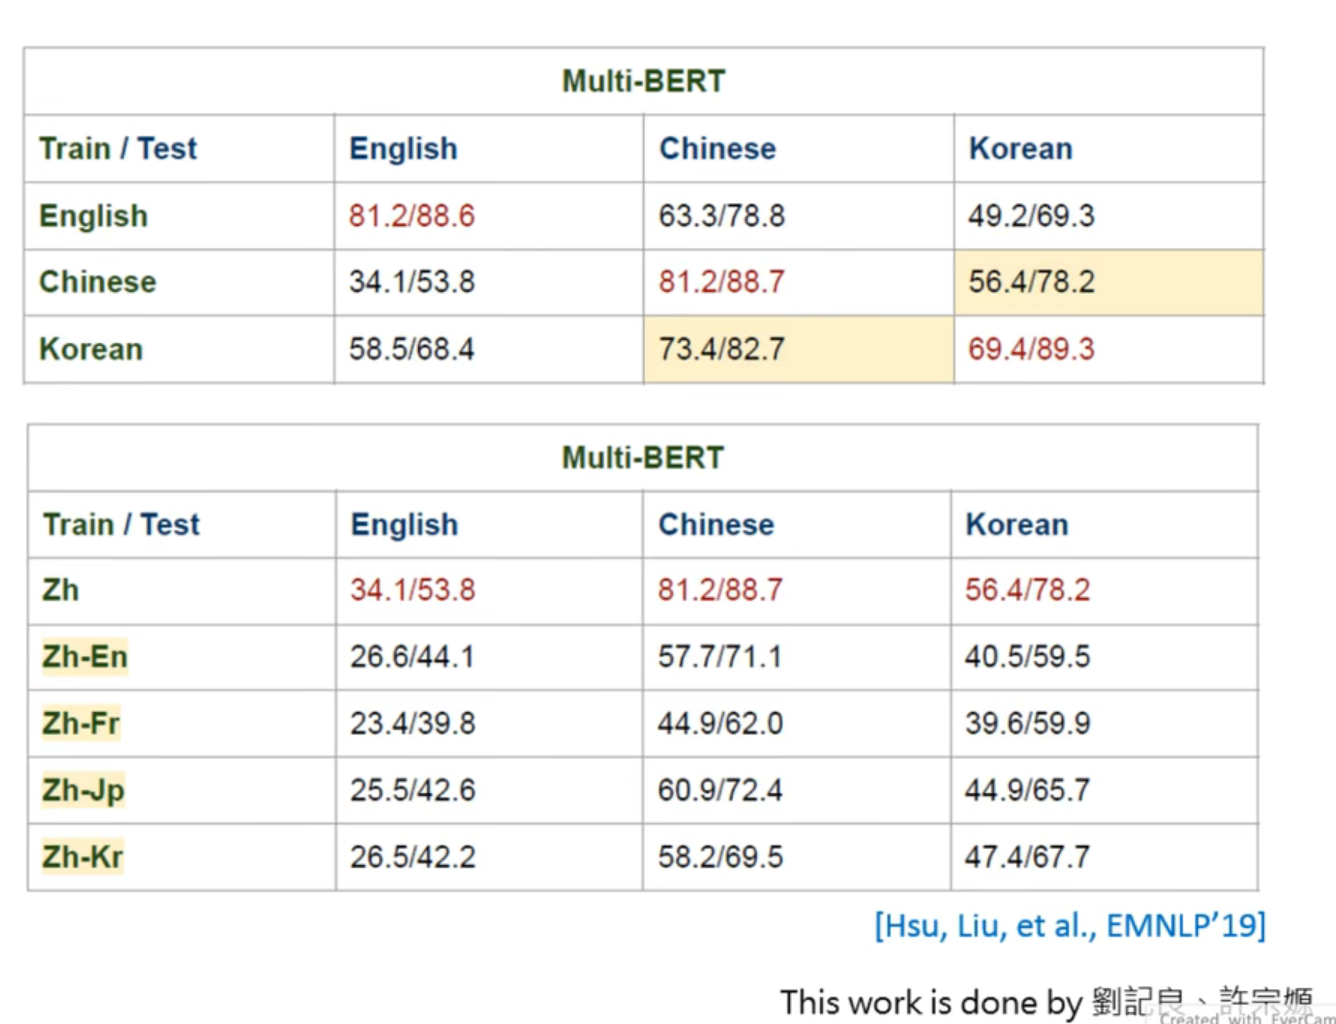 Multi-BERT
Train / Test English Chinese Korean
English 81.2/88.6 63.3/78.8 49.2/69.3
Chinese 34.1/53.8 81.2/88.7 56.4/78.2
Korean 58.5/68.4 73.4/82.7 69.4/89.3
Multi-BERT
Train / Test English Chinese Korean
Zh 34.1/53.8 81.2/88.7 56.4/78.2
Zh-En 26.6/44.1 57.7/71.1 40.5/59.5
Zh-Fr 23.4/39.8 44.9/62.0 39.6/59.9
Zh-Jp 25.5/42.6 60.9/72.4 44.9/65.7
Zh-Kr 26.5/42.2 58.2/69.5 47.4/67.7
[Hsu, Liu, et al., EMNLP’19]
This work is done by 劉記良、許宗嫄
Created with EverCam